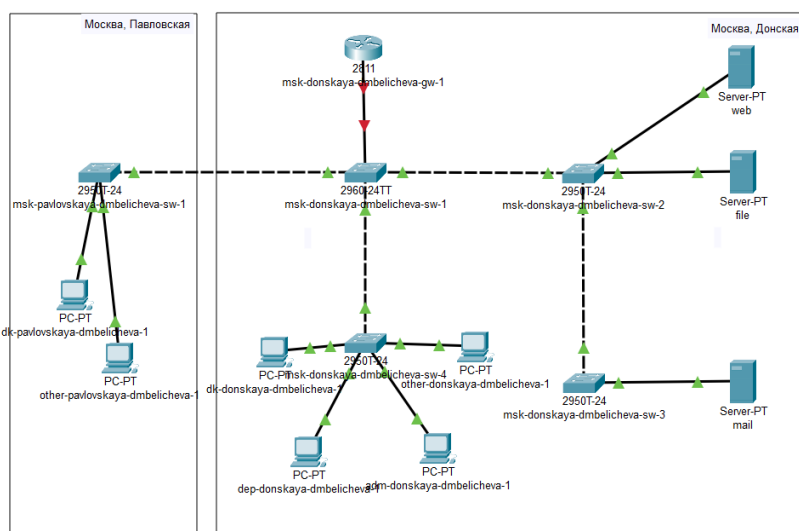 Москва, Павловская
Москва, Донская
2811
msk-donskaya-dmbelicheva-gw-1
Server-PT
web
2950T-24
msk-pavlovskaya-dmbelicheva-sw-1
2960-24TT
msk-donskaya-dmbelicheva-sw-1
2950T-24
msk-donskaya-dmbelicheva-sw-2
Server-PT
file
PC-PT
dk-pavlovskaya-dmbelicheva-1
PC-PT
other-pavlovskaya-dmbelicheva-1
PC-PT
dk-donskaya-dmbelicheva-1
2950T-24
msk-donskaya-dmbelicheva-sw-4
PC-PT
other-donskaya-dmbelicheva-1
2950T-24
msk-donskaya-dmbelicheva-sw-3
Server-PT
mail
PC-PT
dep-donskaya-dmbelicheva-1
PC-PT
adm-donskaya-dmbelicheva-1